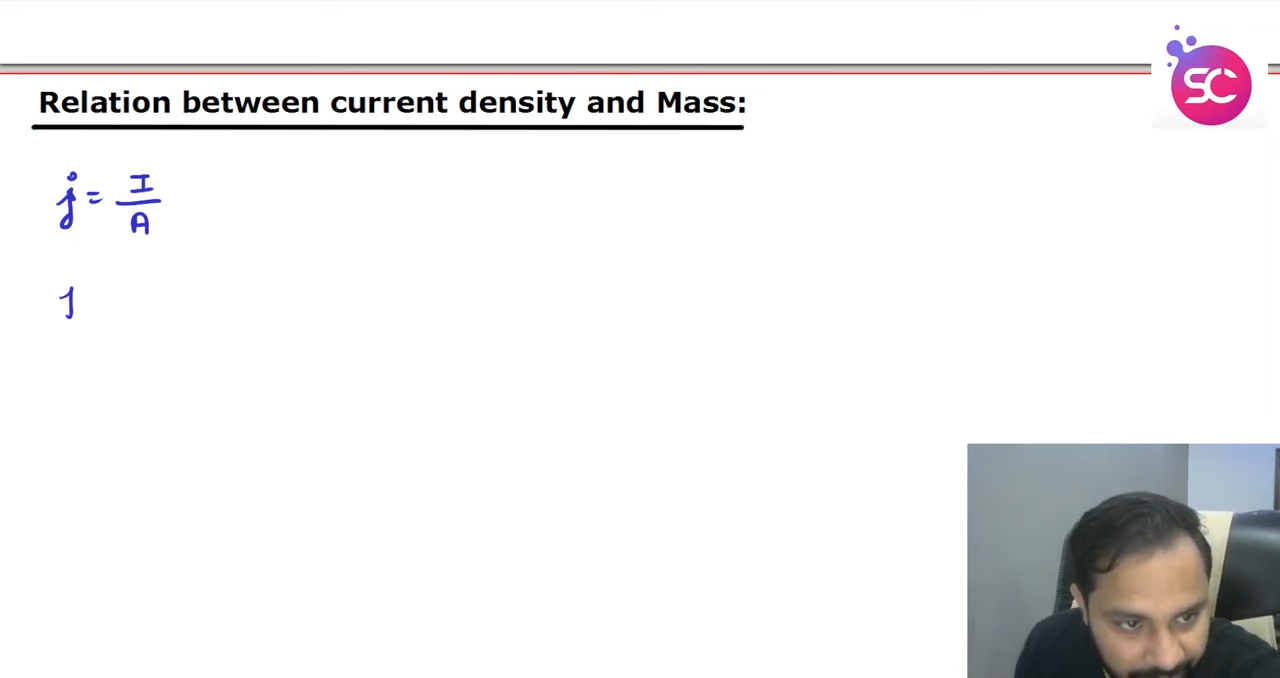 SC
Relation between current density and Mass:
j = I/A
j